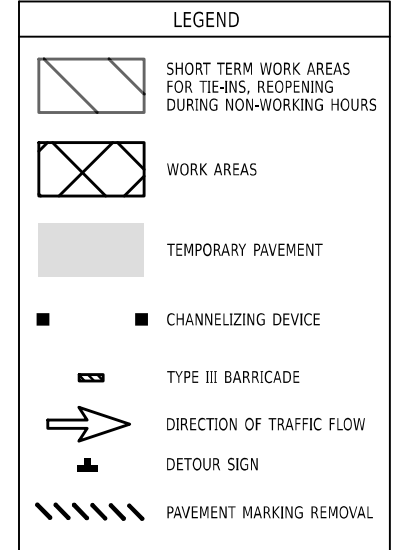 LEGEND
SHORT TERM WORK AREAS
FOR TIE-INS, REOPENING
DURING NON-WORKING HOURS
WORK AREAS
TEMPORARY PAVEMENT
CHANNELIZING DEVICE
TYPE III BARRICADE
DIRECTION OF TRAFFIC FLOW
DETOUR SIGN
PAVEMENT MARKING REMOVAL